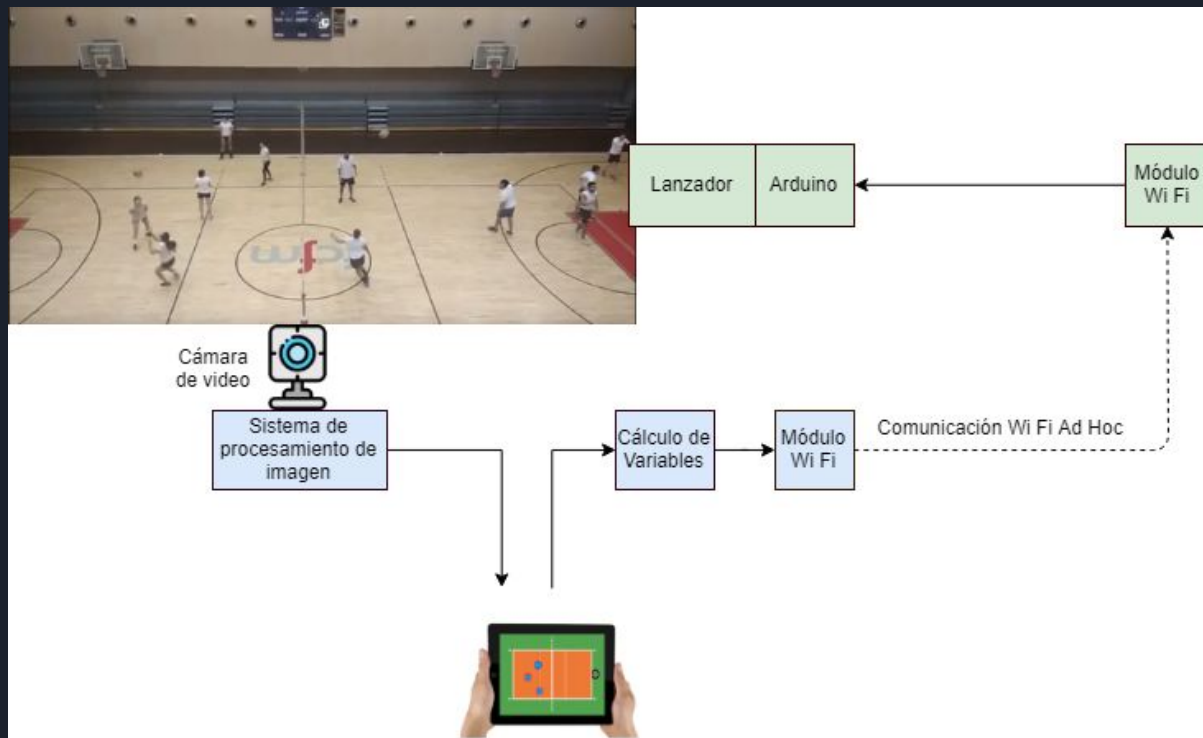 Lanzador
Arduino
Módulo
Wi Fi
Cámara
de video
Sistema de
procesamiento de
imagen
Cálculo de
Variables
Módulo
Wi Fi
Comunicación Wi Fi Ad Hoc